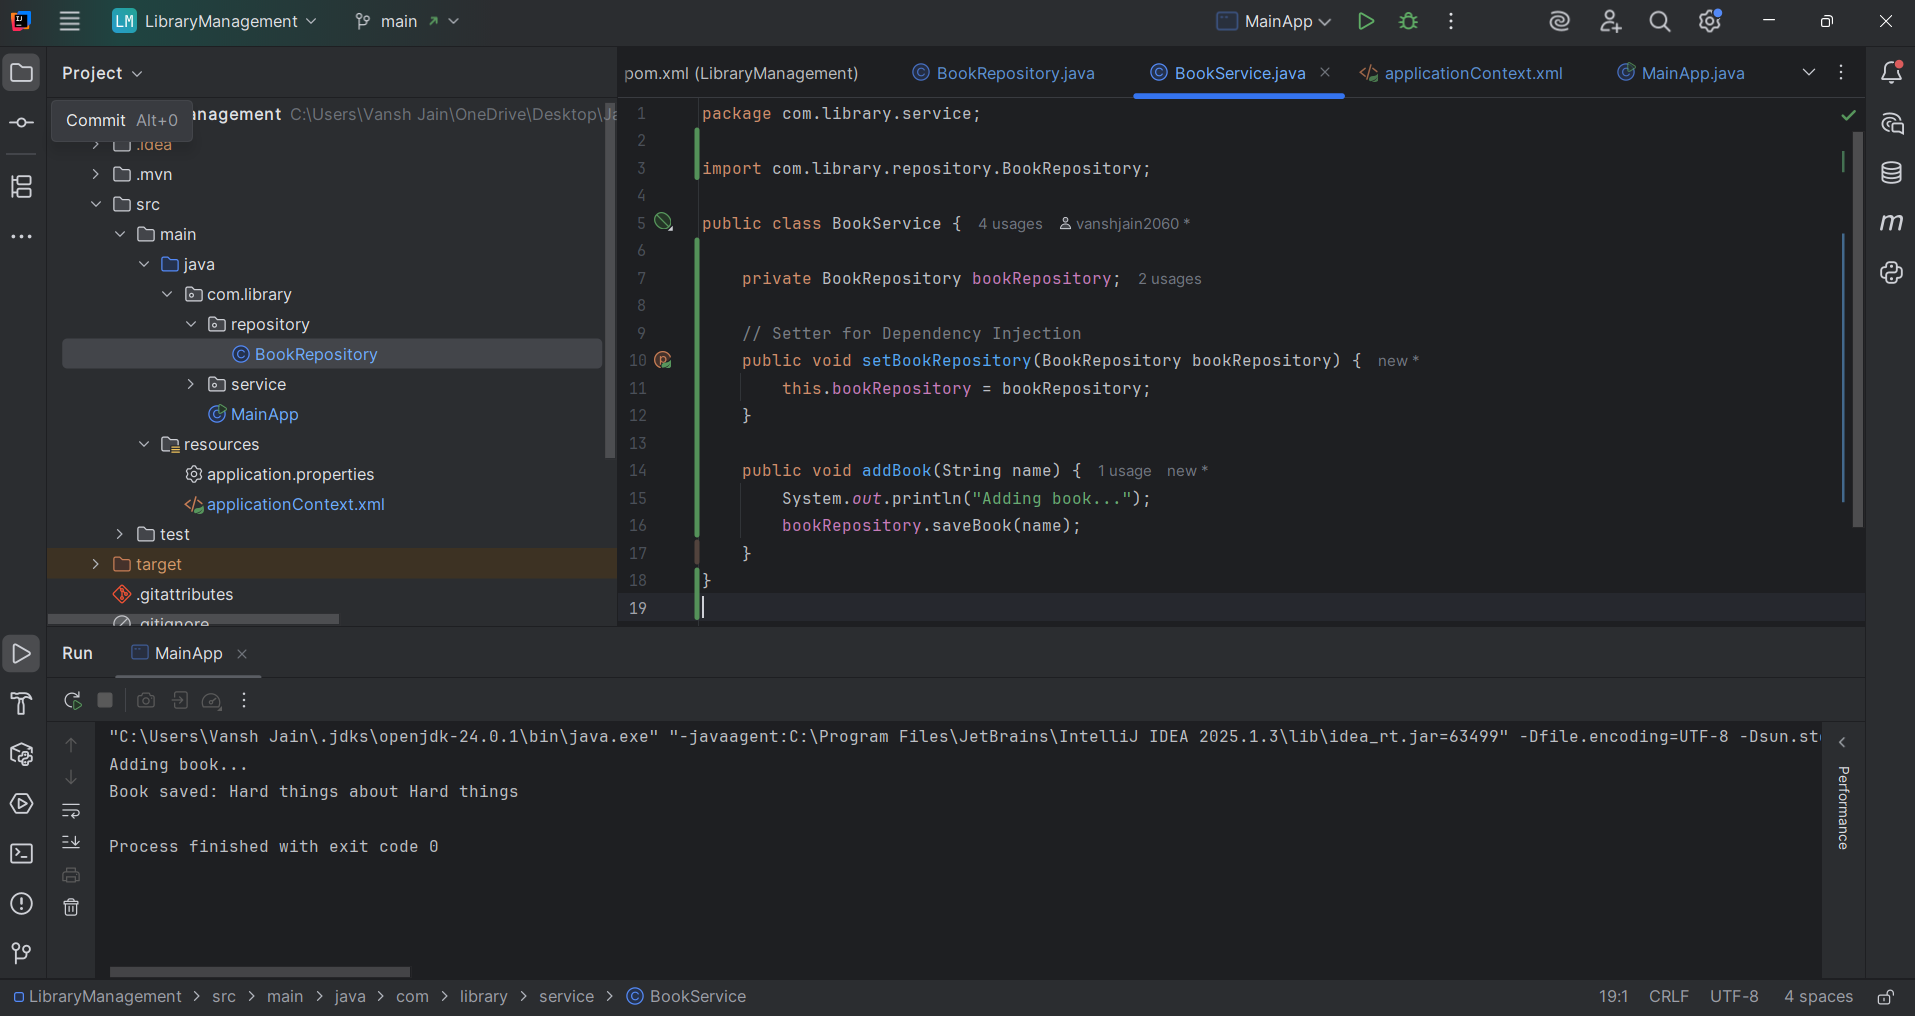 LM LibraryManagement main MainApp
Project
Commit Alt+0
anagement C:\Users\Vansh Jain\OneDrive\Desktop\Ja
.idea
.mvn
src
main
java
com.library
repository
BookRepository
service
MainApp
resources
application.properties
applicationContext.xml
test
target
.gitattributes
.gitignore
pom.xml (LibraryManagement) BookRepository.java BookService.java applicationContext.xml MainApp.java
1 package com.library.service;
2
3 import com.library.repository.BookRepository;
4
5 public class BookService { 4 usages vanshjain2060 *
6
7 private BookRepository bookRepository; 2 usages
8
9 // Setter for Dependency Injection
10 public void setBookRepository(BookRepository bookRepository) { new *
11 this.bookRepository = bookRepository;
12 }
13
14 public void addBook(String name) { 1 usage new *
15 System.out.println("Adding book...");
16 bookRepository.saveBook(name);
17 }
18 }
19
Run MainApp
"C:\Users\Vansh Jain\.jdks\openjdk-24.0.1\bin\java.exe" "-javaagent:C:\Program Files\JetBrains\IntelliJ IDEA 2025.1.3\lib\idea_rt.jar=63499" -Dfile.encoding=UTF-8 -Dsun.std
Adding book...
Book saved: Hard things about Hard things
Process finished with exit code 0
Performance
LibraryManagement > src > main > java > com > library > service > BookService
19:1 CRLF UTF-8 4 spaces